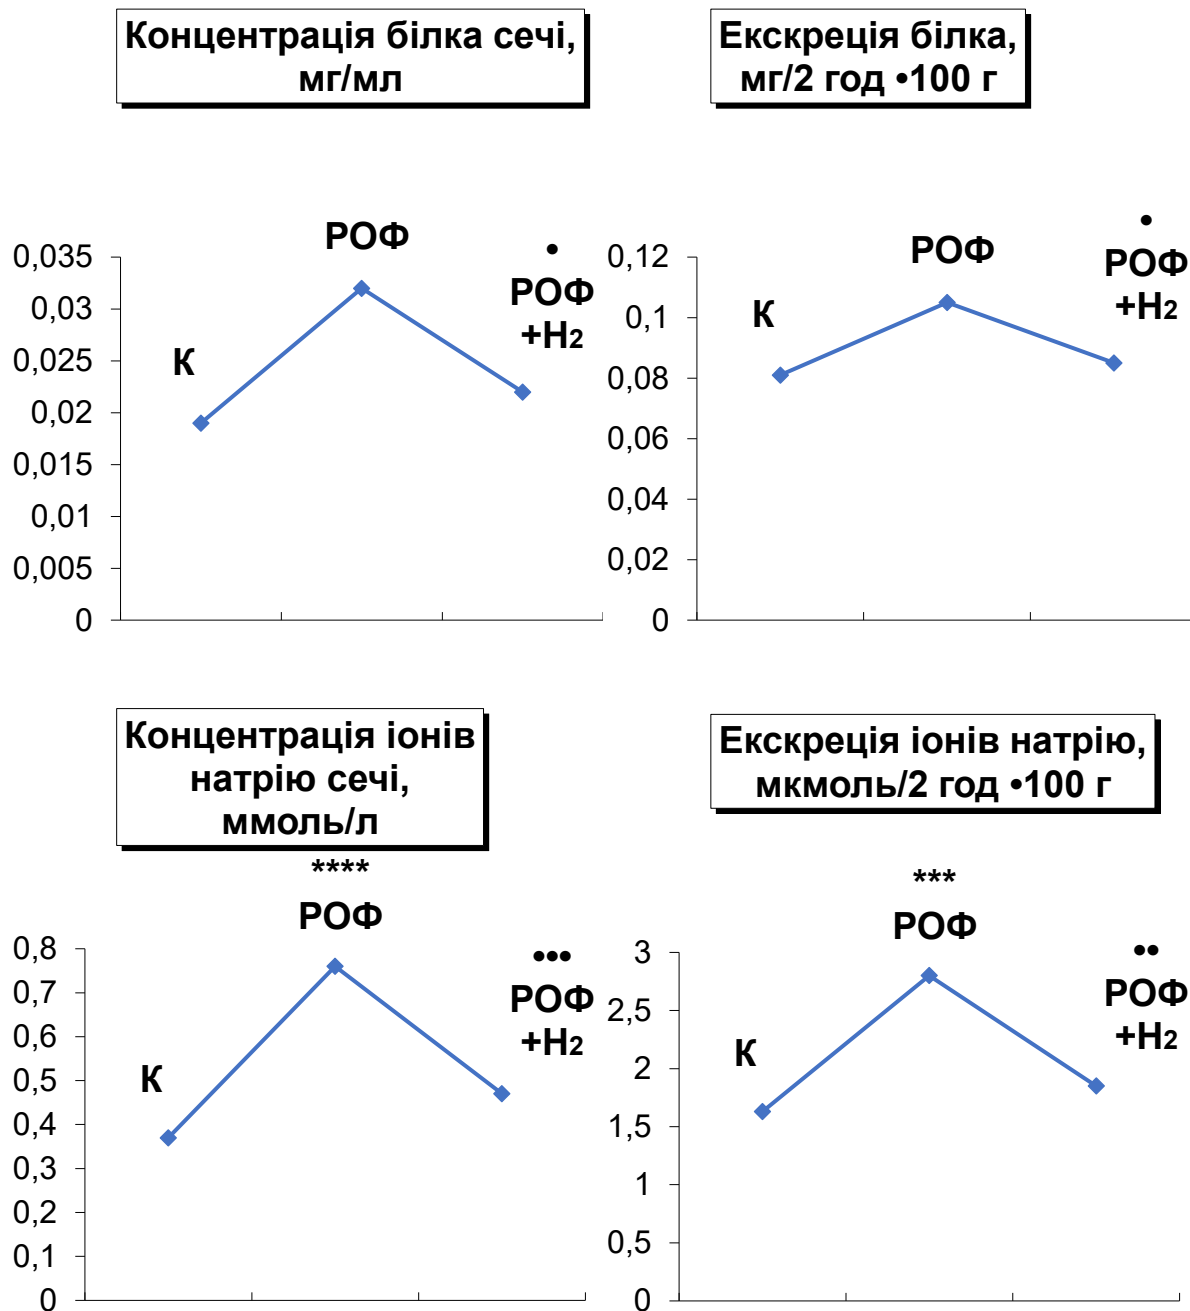 Концентрація білка сечі,
мг/мл
Екскреція білка,
мг/2 год •100 г
0,035
0,03
0,025
0,02
0,015
0,01
0,005
0
К
РОФ
•
РОФ
+H2
0,12
0,1
0,08
0,06
0,04
0,02
0
К
РОФ
•
РОФ
+H2
Концентрація іонів
натрію сечі,
ммоль/л
Екскреція іонів натрію,
мкмоль/2 год •100 г
0,8
0,7
0,6
0,5
0,4
0,3
0,2
0,1
0
К
****
РОФ
•••
РОФ
+H2
3
2,5
2
1,5
1
0,5
0
К
***
РОФ
••
РОФ
+H2